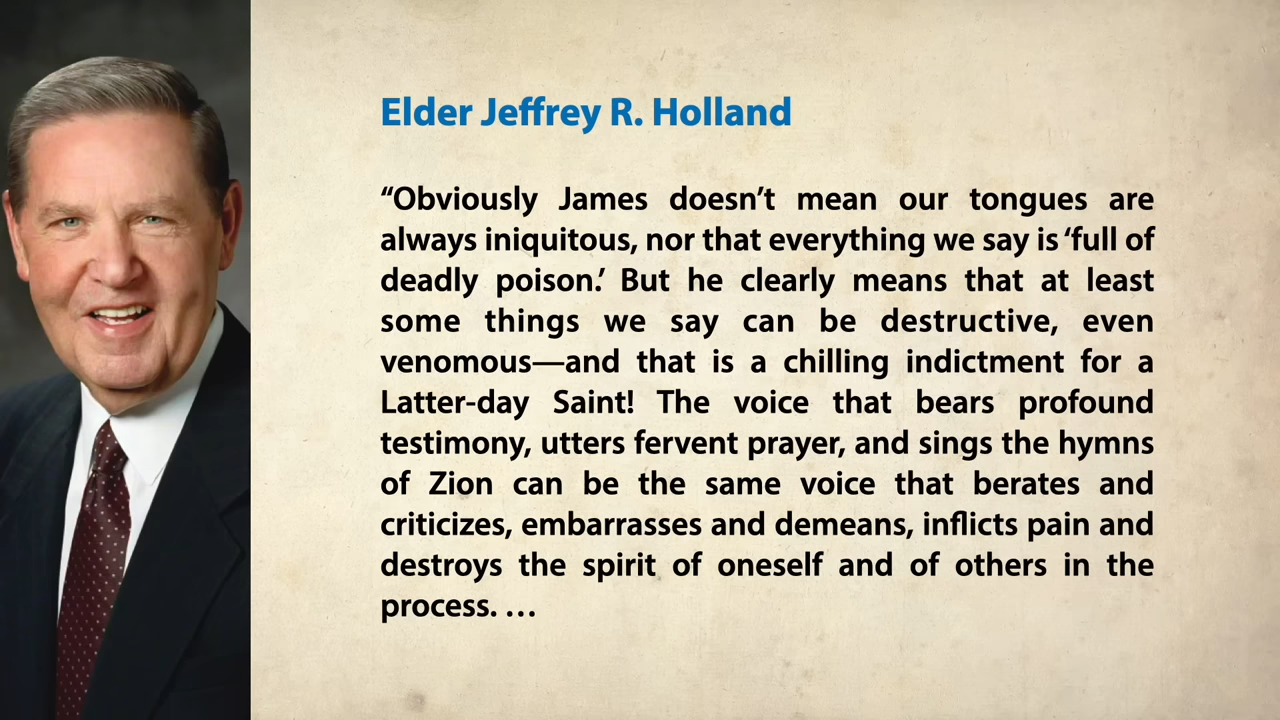 Elder Jeffrey R. Holland
“Obviously James doesn’t mean our tongues are
always iniquitous, nor that everything we say is ‘full of
deadly poison.’ But he clearly means that at least
some things we say can be destructive, even
venomous—and that is a chilling indictment for a
Latter-day Saint! The voice that bears profound
testimony, utters fervent prayer, and sings the hymns
of Zion can be the same voice that berates and
criticizes, embarrasses and demeans, inflicts pain and
destroys the spirit of oneself and of others in the
process. …